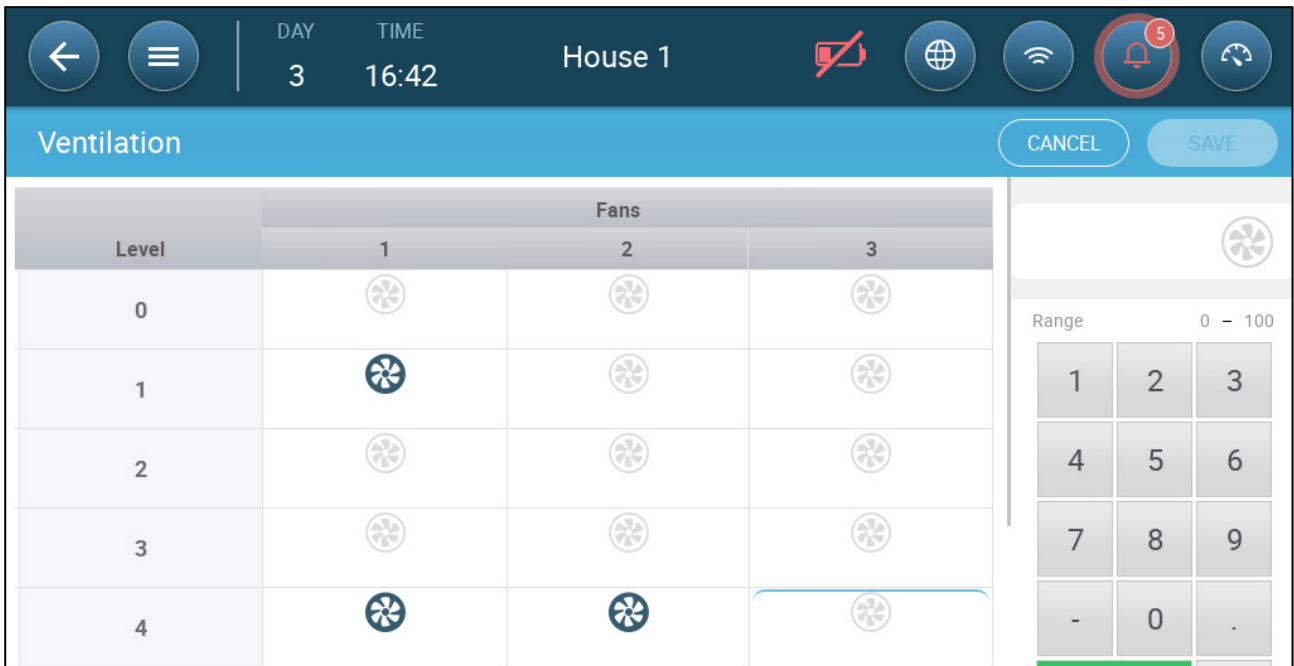 DAY TIME
3 16:42
House 1
5
Ventilation
CANCEL SAVE
Fans
Level 1 2 3
0
1
2
3
4
Range 0 – 100
1 2 3
4 5 6
7 8 9
- 0 .